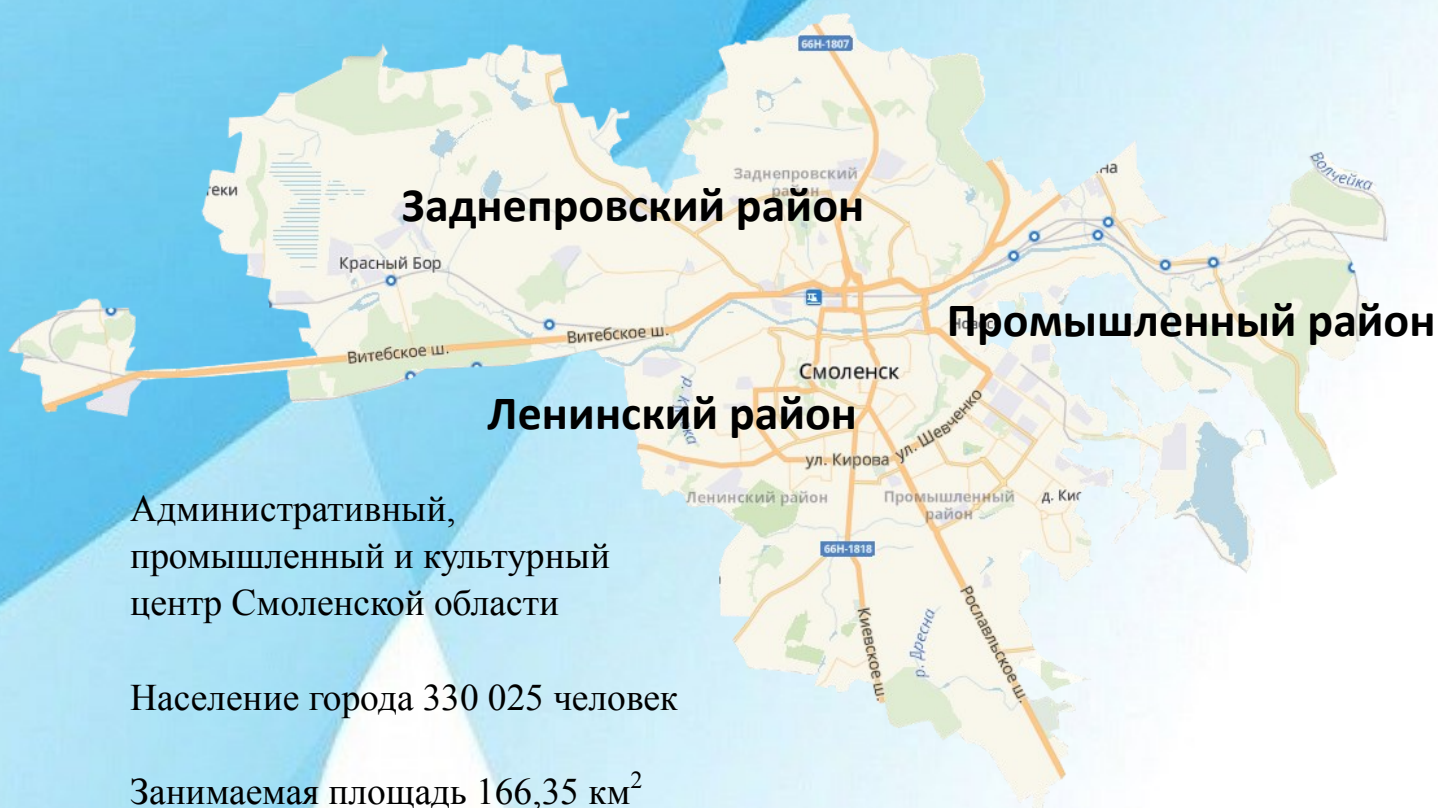 66Н-1807
Волчейка
Заднепровский
район
Заднепровский район
Красный Бор
Промышленный район
Витебское ш.
Витебское ш.
Смоленск
Ленинский район
ул. Шевченко
ул. Кирова
Ленинский район
Промышленный
район
д. Киг
66Н-1818
Киевское ш.
р. Дресна
Рославльское ш.
Административный,
промышленный и культурный
центр Смоленской области
Население города 330 025 человек
Занимаемая площадь 166,35 км²